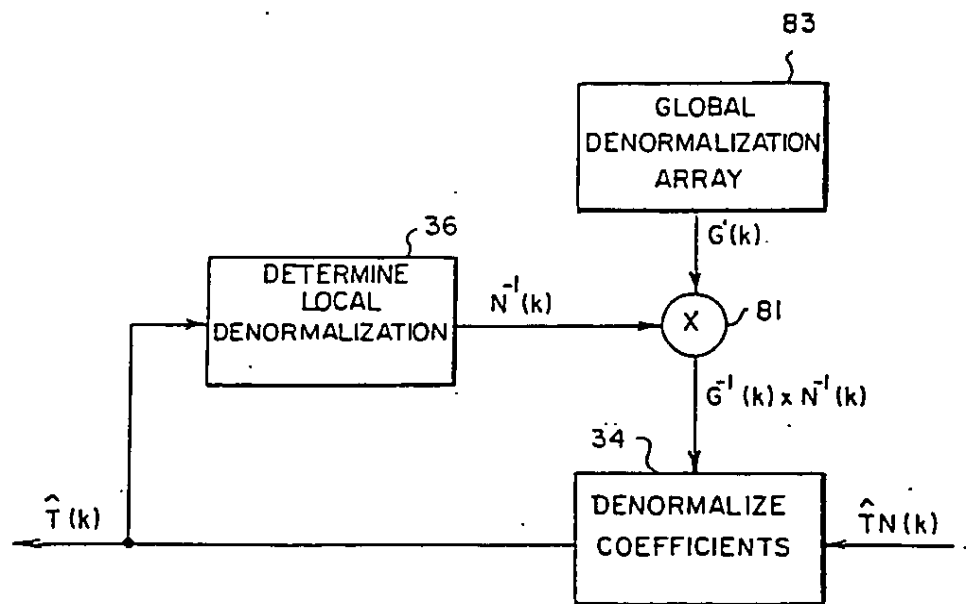 83
GLOBAL
DENORMALIZATION
ARRAY
G'(k).
36
DETERMINE
LOCAL
DENORMALIZATION
N⁻¹(k)
X
81
G⁻¹(k) x N⁻¹(k)
34
DENORMALIZE
COEFFICIENTS
T̂(k)
T̂N(k)